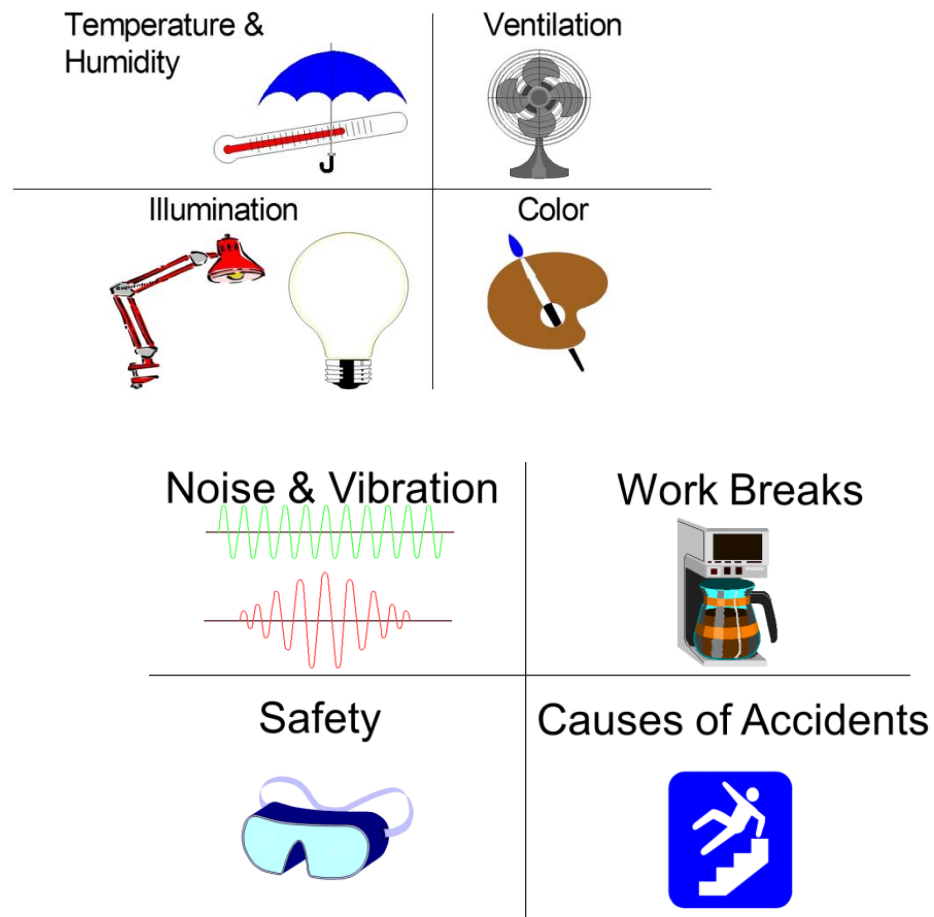 Temperature &
Humidity
Ventilation
Illumination
Color
Noise & Vibration
Work Breaks
Safety
Causes of Accidents